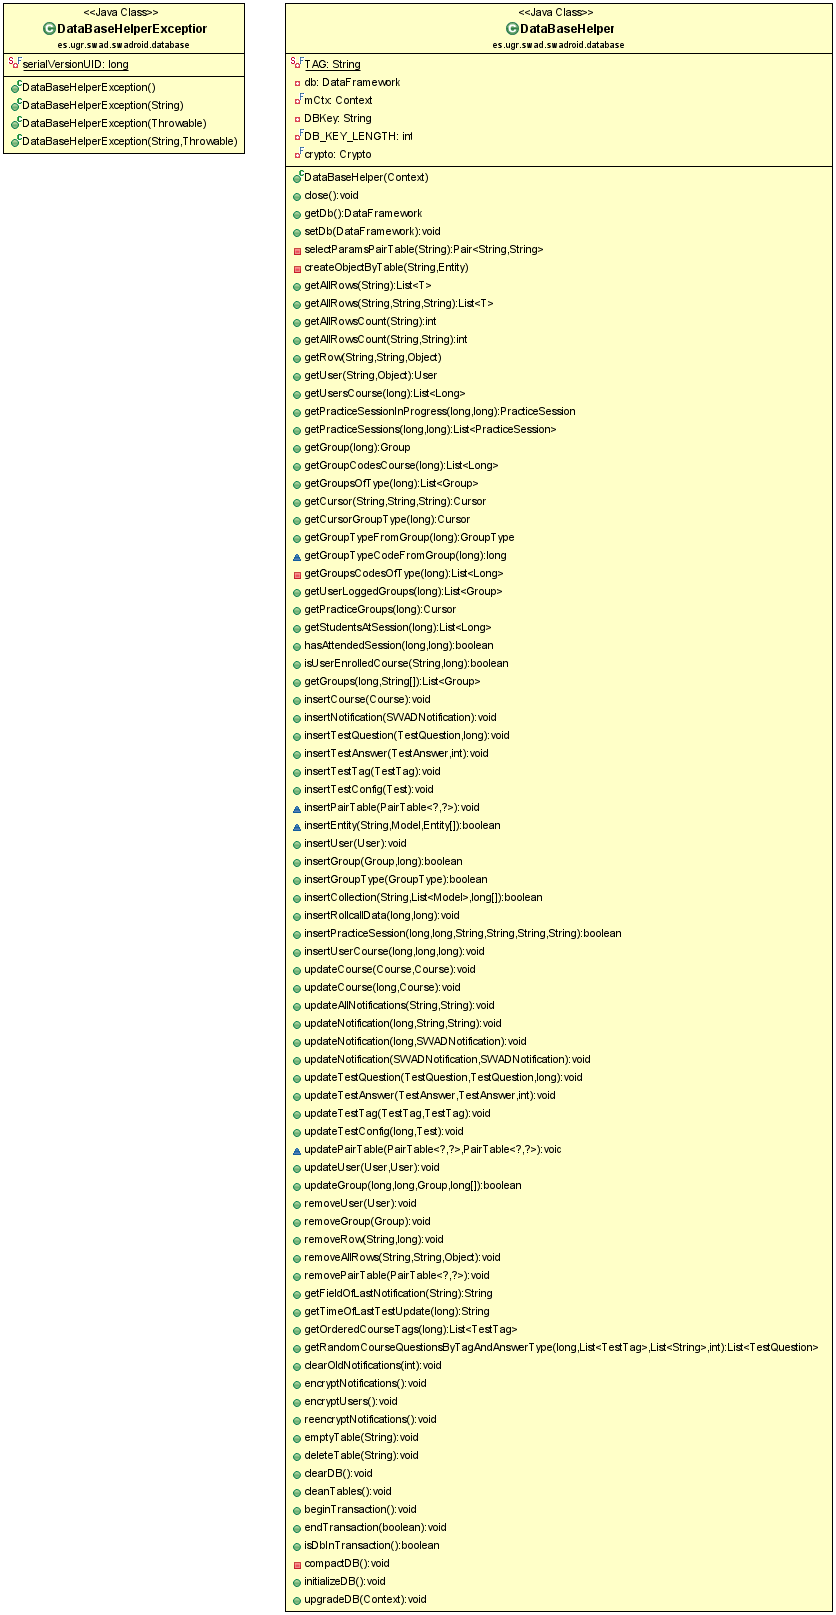 <<Java Class>>
DataBaseHelperException
es.ugr.swad.swadroid.database
serialVersionUID: long
DataBaseHelperException()
DataBaseHelperException(String)
DataBaseHelperException(Throwable)
DataBaseHelperException(String,Throwable)
<<Java Class>>
DataBaseHelper
es.ugr.swad.swadroid.database
TAG: String
db: DataFramework
mCtx: Context
DBKey: String
DB_KEY_LENGTH: int
crypto: Crypto
DataBaseHelper(Context)
close():void
getDb():DataFramework
setDb(DataFramework):void
selectParamsPairTable(String):Pair<String,String>
createObjectByTable(String,Entity)
getAllRows(String):List<T>
getAllRows(String,String,String):List<T>
getAllRowsCount(String):int
getAllRowsCount(String,String):int
getRow(String,String,Object)
getUser(String,Object):User
getUsersCourse(long):List<Long>
getPracticeSessionInProgress(long,long):PracticeSession
getPracticeSessions(long,long):List<PracticeSession>
getGroup(long):Group
getGroupCodesCourse(long):List<Long>
getGroupsOfType(long):List<Group>
getCursor(String,String,String):Cursor
getCursorGroupType(long):Cursor
getGroupTypeFromGroup(long):GroupType
getGroupTypeCodeFromGroup(long):long
getGroupsCodesOfType(long):List<Long>
getUserLoggedGroups(long):List<Group>
getPracticeGroups(long):Cursor
getStudentsAtSession(long):List<Long>
hasAttendedSession(long,long):boolean
isUserEnrolledCourse(String,long):boolean
getGroups(long,String[]):List<Group>
insertCourse(Course):void
insertNotification(SWADNotification):void
insertTestQuestion(TestQuestion,long):void
insertTestAnswer(TestAnswer,int):void
insertTestTag(TestTag):void
insertTestConfig(Test):void
insertPairTable(PairTable<?,?>):void
insertEntity(String,Model,Entity[]):boolean
insertUser(User):void
insertGroup(Group,long):boolean
insertGroupType(GroupType):boolean
insertCollection(String,List<Model>,long[]):boolean
insertRollcallData(long,long):void
insertPracticeSession(long,long,String,String,String,String):boolean
insertUserCourse(long,long,long):void
updateCourse(Course,Course):void
updateCourse(long,Course):void
updateAllNotifications(String,String):void
updateNotification(long,String,String):void
updateNotification(long,SWADNotification):void
updateNotification(SWADNotification,SWADNotification):void
updateTestQuestion(TestQuestion,TestQuestion,long):void
updateTestAnswer(TestAnswer,TestAnswer,int):void
updateTestTag(TestTag,TestTag):void
updateTestConfig(long,Test):void
updatePairTable(PairTable<?,?>,PairTable<?,?>):void
updateUser(User,User):void
updateGroup(long,long,Group,long[]):boolean
removeUser(User):void
removeGroup(Group):void
removeRow(String,long):void
removeAllRows(String,String,Object):void
removePairTable(PairTable<?,?>):void
getFieldOfLastNotification(String):String
getTimeOfLastTestUpdate(long):String
getOrderedCourseTags(long):List<TestTag>
getRandomCourseQuestionsByTagAndAnswerType(long,List<TestTag>,List<String>,int):List<TestQuestion>
clearOldNotifications(int):void
encryptNotifications():void
encryptUsers():void
reencryptNotifications():void
emptyTable(String):void
deleteTable(String):void
clearDB():void
cleanTables():void
beginTransaction():void
endTransaction(boolean):void
isDbInTransaction():boolean
compactDB():void
initializeDB():void
upgradeDB(Context):void